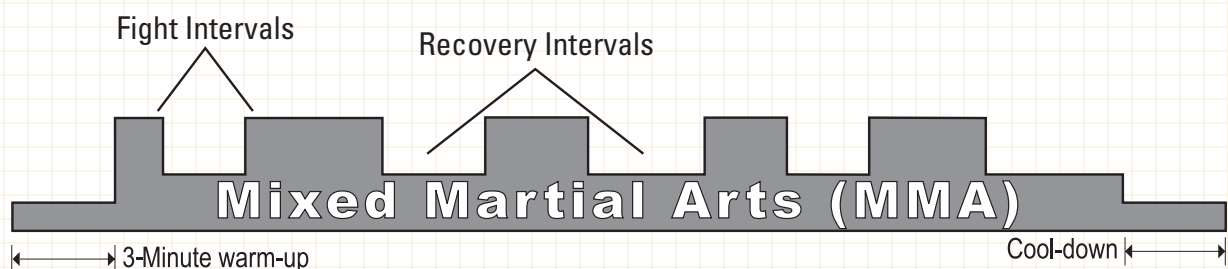 Fight Intervals
Recovery Intervals
Mixed Martial Arts (MMA)
3-Minute warm-up
Cool-down